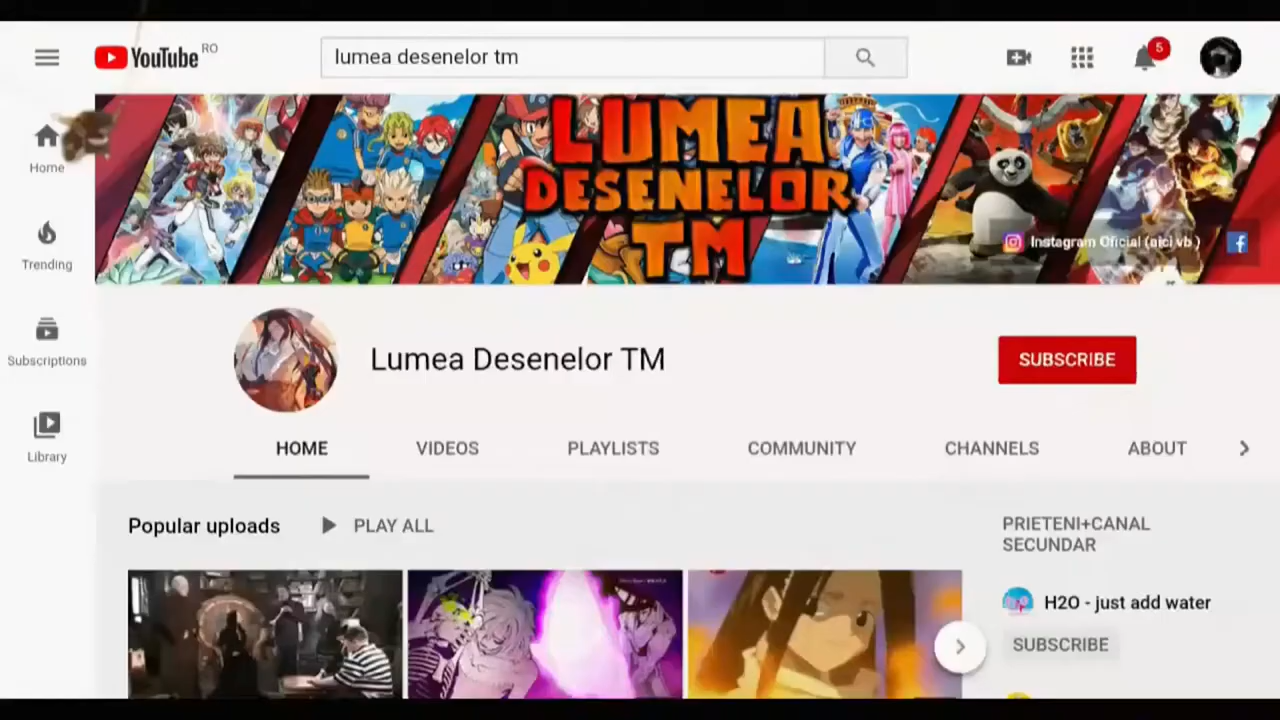 YouTube RO
lumea desenelor tm
5
Home
Trending
Subscriptions
Library
LUMEA
DESENELOR
TM
Instagram Oficial (aici vb )
Lumea Desenelor TM
SUBSCRIBE
HOME VIDEOS PLAYLISTS COMMUNITY CHANNELS ABOUT
Popular uploads PLAY ALL
PRIETENI+CANAL
SECUNDAR
H2O - just add water
SUBSCRIBE